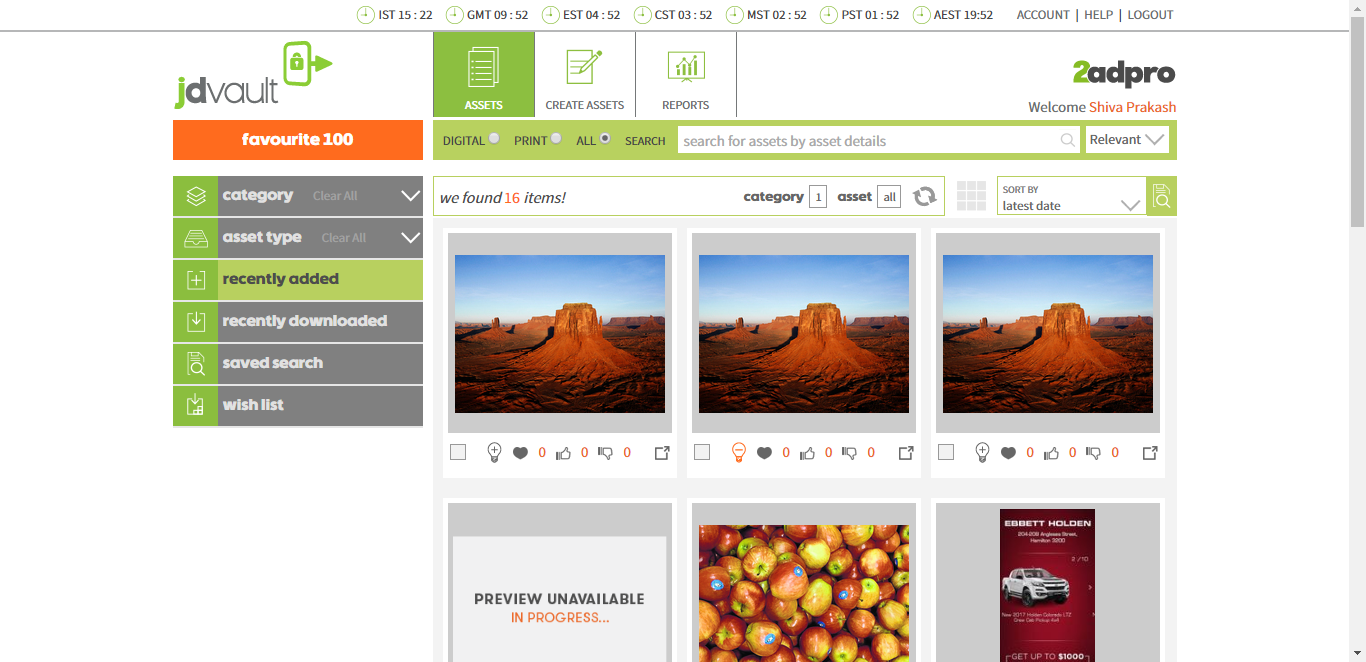 IST 15 : 22 GMT 09 : 52 EST 04 : 52 CST 03 : 52 MST 02 : 52 PST 01 : 52 AEST 19:52 ACCOUNT | HELP | LOGOUT
jdvault
ASSETS
CREATE ASSETS
REPORTS
2adpro
Welcome Shiva Prakash
favourite 100
DIGITAL PRINT ALL SEARCH search for assets by asset details Relevant
category Clear All
asset type Clear All
recently added
recently downloaded
saved search
wish list
we found 16 items! category 1 asset all
SORT BY
latest date
0 0 0
0 0 0
0 0 0
PREVIEW UNAVAILABLE
IN PROGRESS...
EBBETT HOLDEN
204-208 Anglesea Street,
Hamilton 3200
2 /10
New 2017 Holden Colorado LTZ
Crew Cab Pickup 4x4
GET UP TO $1000